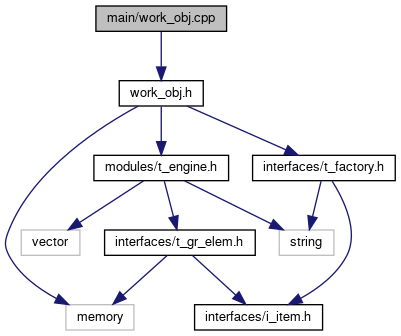 main/work_obj.cpp
work_obj.h
modules/t_engine.h
interfaces/t_factory.h
vector
interfaces/t_gr_elem.h
string
memory
interfaces/i_item.h